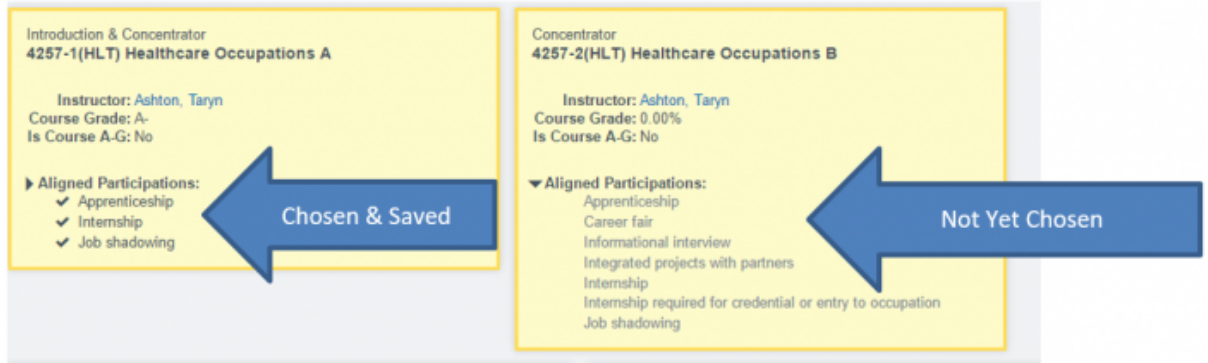 Introduction & Concentrator
4257-1(HLT) Healthcare Occupations A
Instructor: Ashton, Taryn
Course Grade: A-
Is Course A-G: No
Aligned Participations:
Apprenticeship
Internship
Job shadowing
Chosen & Saved
Concentrator
4257-2(HLT) Healthcare Occupations B
Instructor: Ashton, Taryn
Course Grade: 0.00%
Is Course A-G: No
Aligned Participations:
Apprenticeship
Career fair
Informational interview
Integrated projects with partners
Internship
Internship required for credential or entry to occupation
Job shadowing
Not Yet Chosen